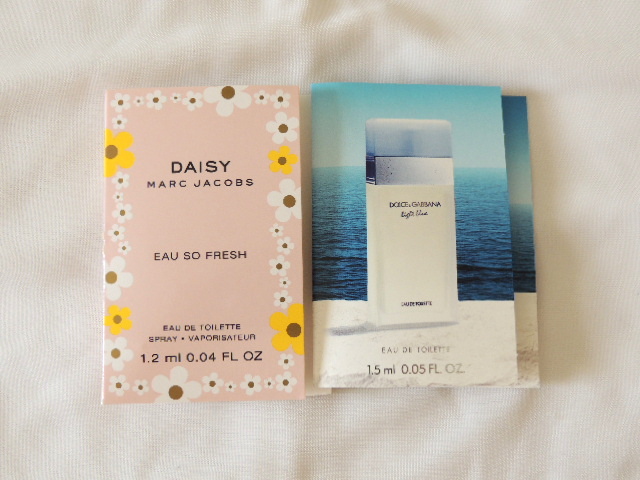 DAISY
MARC JACOBS
EAU SO FRESH
EAU DE TOILETTE
SPRAY • VAPORISATEUR
1.2 ml 0.04 FL OZ
DOLCE & GABBANA
light blue
EAU DE TOILETTE
EAU DE TOILETTE
1.5 ml 0.05 FL. OZ.